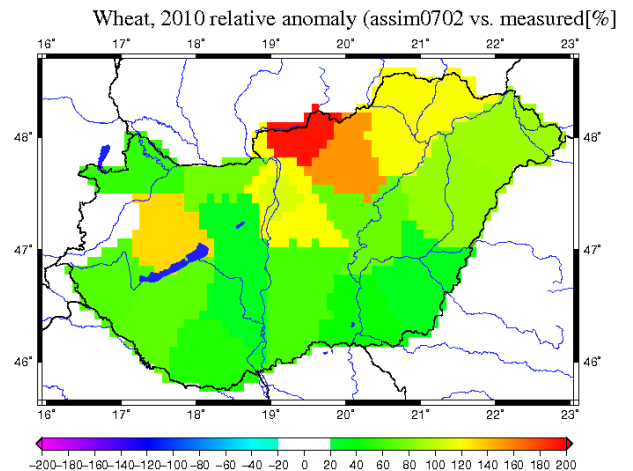 Wheat, 2010 relative anomaly (assim0702 vs. measured[%]
16° 17° 18° 19° 20° 21° 22° 23°
48° 48°
47° 47°
46° 46°
16° 17° 18° 19° 20° 21° 22° 23°
−200 −180 −160 −140 −120 −100 −80 −60 −40 −20 0 20 40 60 80 100 120 140 160 180 200